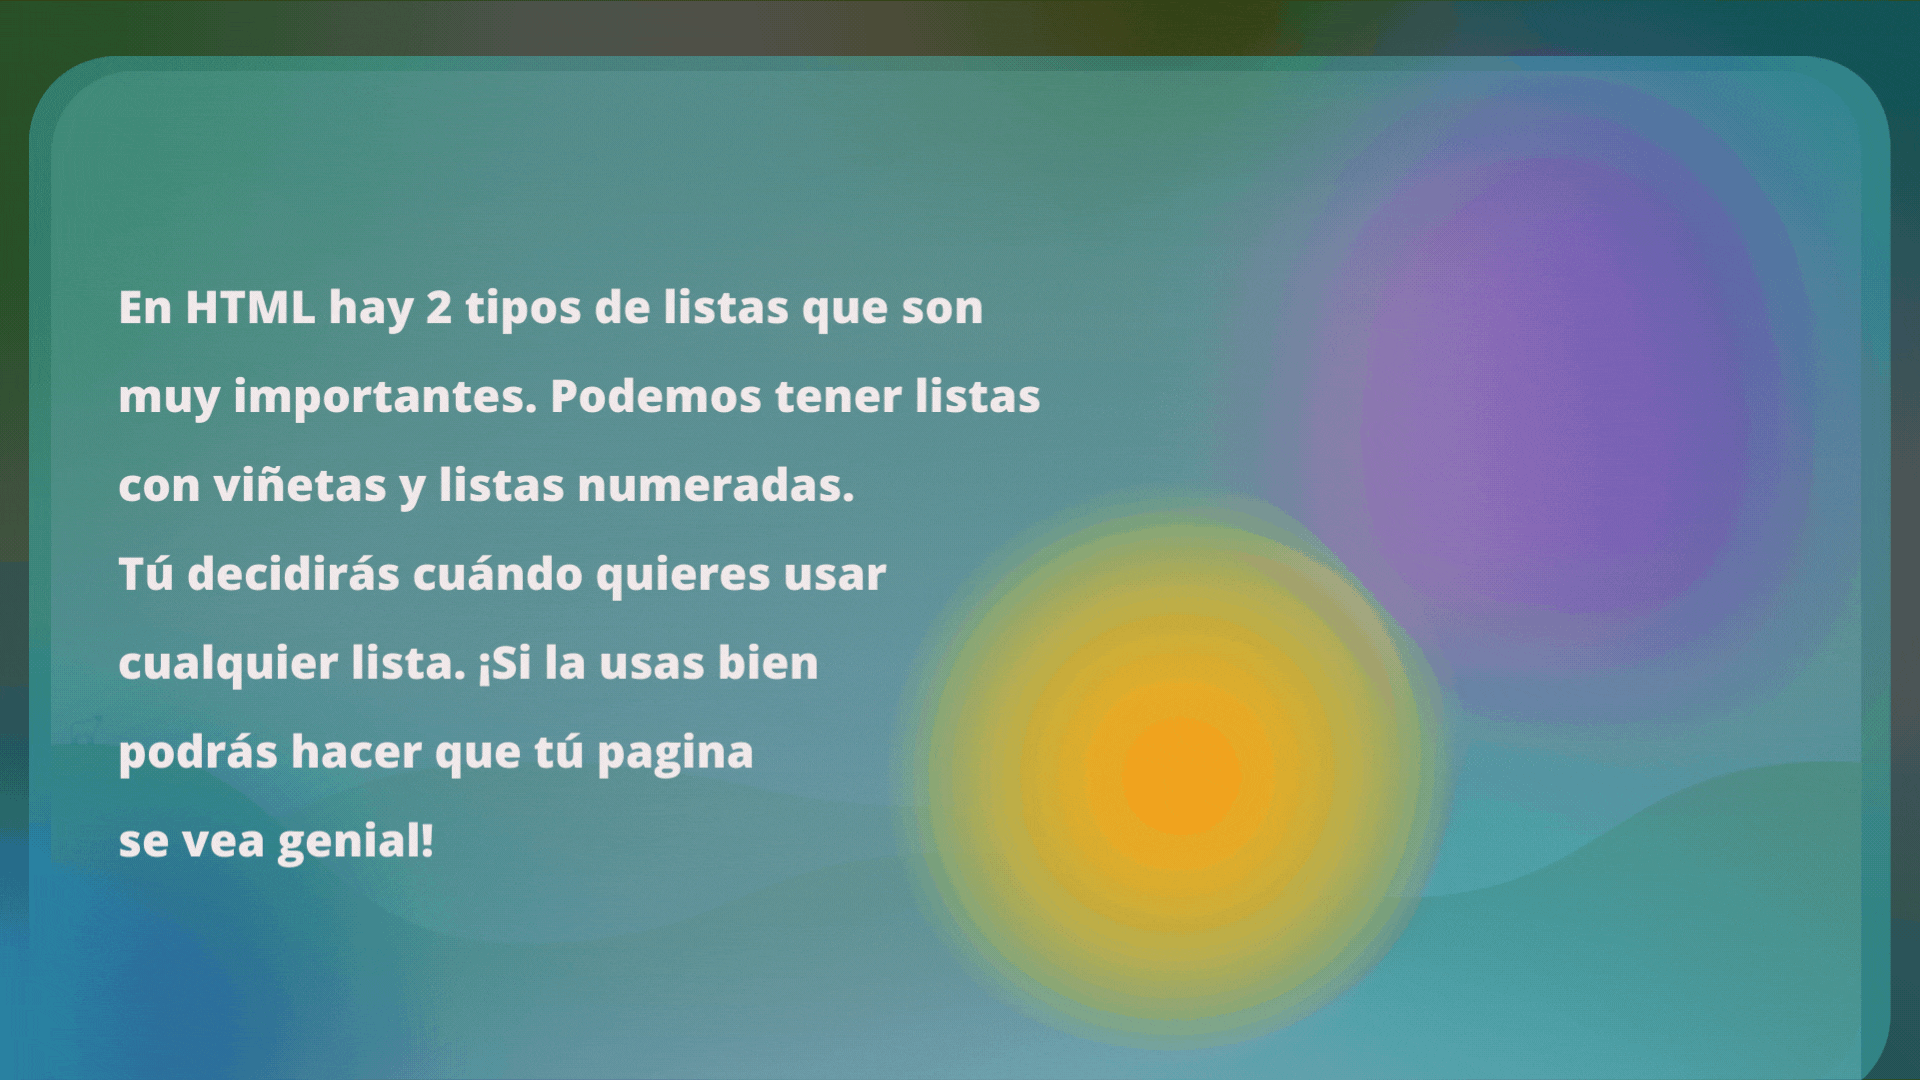 En HTML hay 2 tipos de listas que son
muy importantes. Podemos tener listas
con viñetas y listas numeradas.
Tú decidirás cuándo quieres usar
cualquier lista. ¡Si la usas bien
podrás hacer que tú pagina
se vea genial!